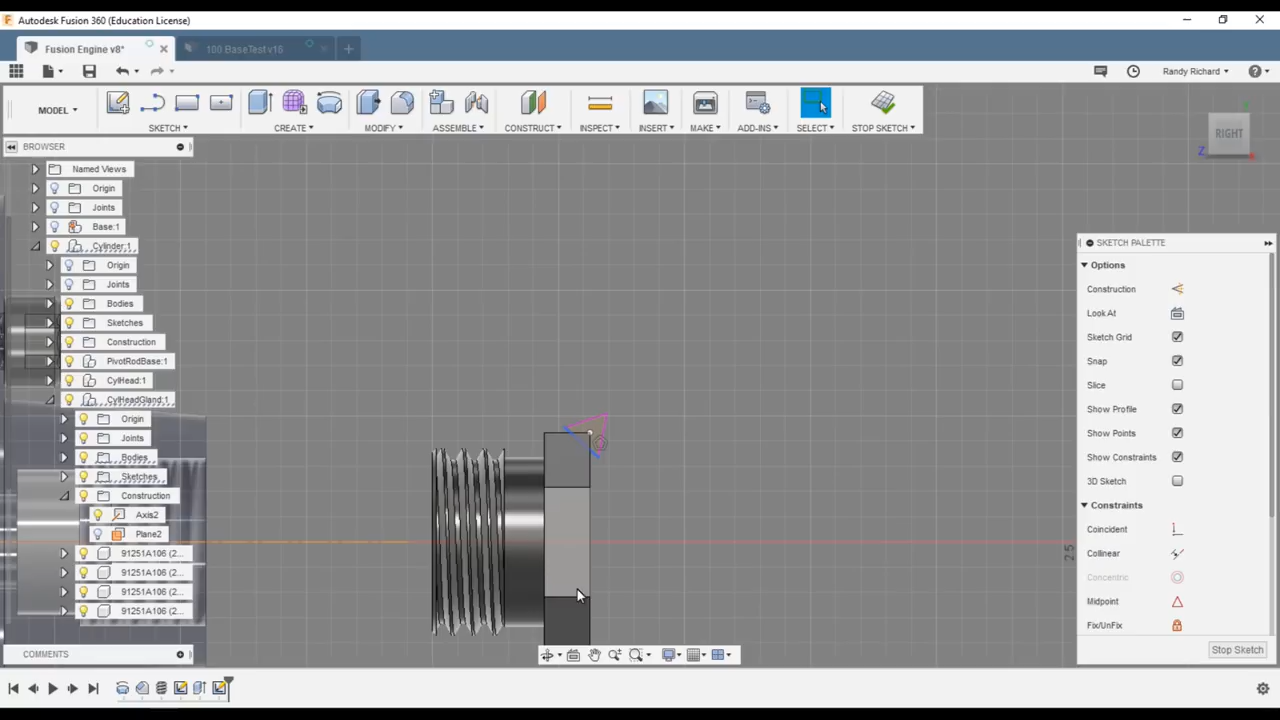 Autodesk Fusion 360 (Education License)
Fusion Engine v8*
100 BaseTest v16
Randy Richard
MODEL
SKETCH
CREATE
MODIFY
ASSEMBLE
CONSTRUCT
INSPECT
INSERT
MAKE
ADD-INS
SELECT
STOP SKETCH
RIGHT
Z
X
BROWSER
Named Views
Origin
Joints
Base:1
Cylinder:1
Origin
Joints
Bodies
Sketches
Construction
PivotRodBase:1
CylHead:1
CylHeadGland:1
Origin
Joints
Bodies
Sketches
Construction
Axis2
Plane2
91251A106 (2...
91251A106 (2...
91251A106 (2...
91251A106 (2...
2.5
SKETCH PALETTE
Options
Construction
Look At
Sketch Grid
Snap
Slice
Show Profile
Show Points
Show Constraints
3D Sketch
Constraints
Coincident
Collinear
Concentric
Midpoint
Fix/UnFix
Stop Sketch
COMMENTS